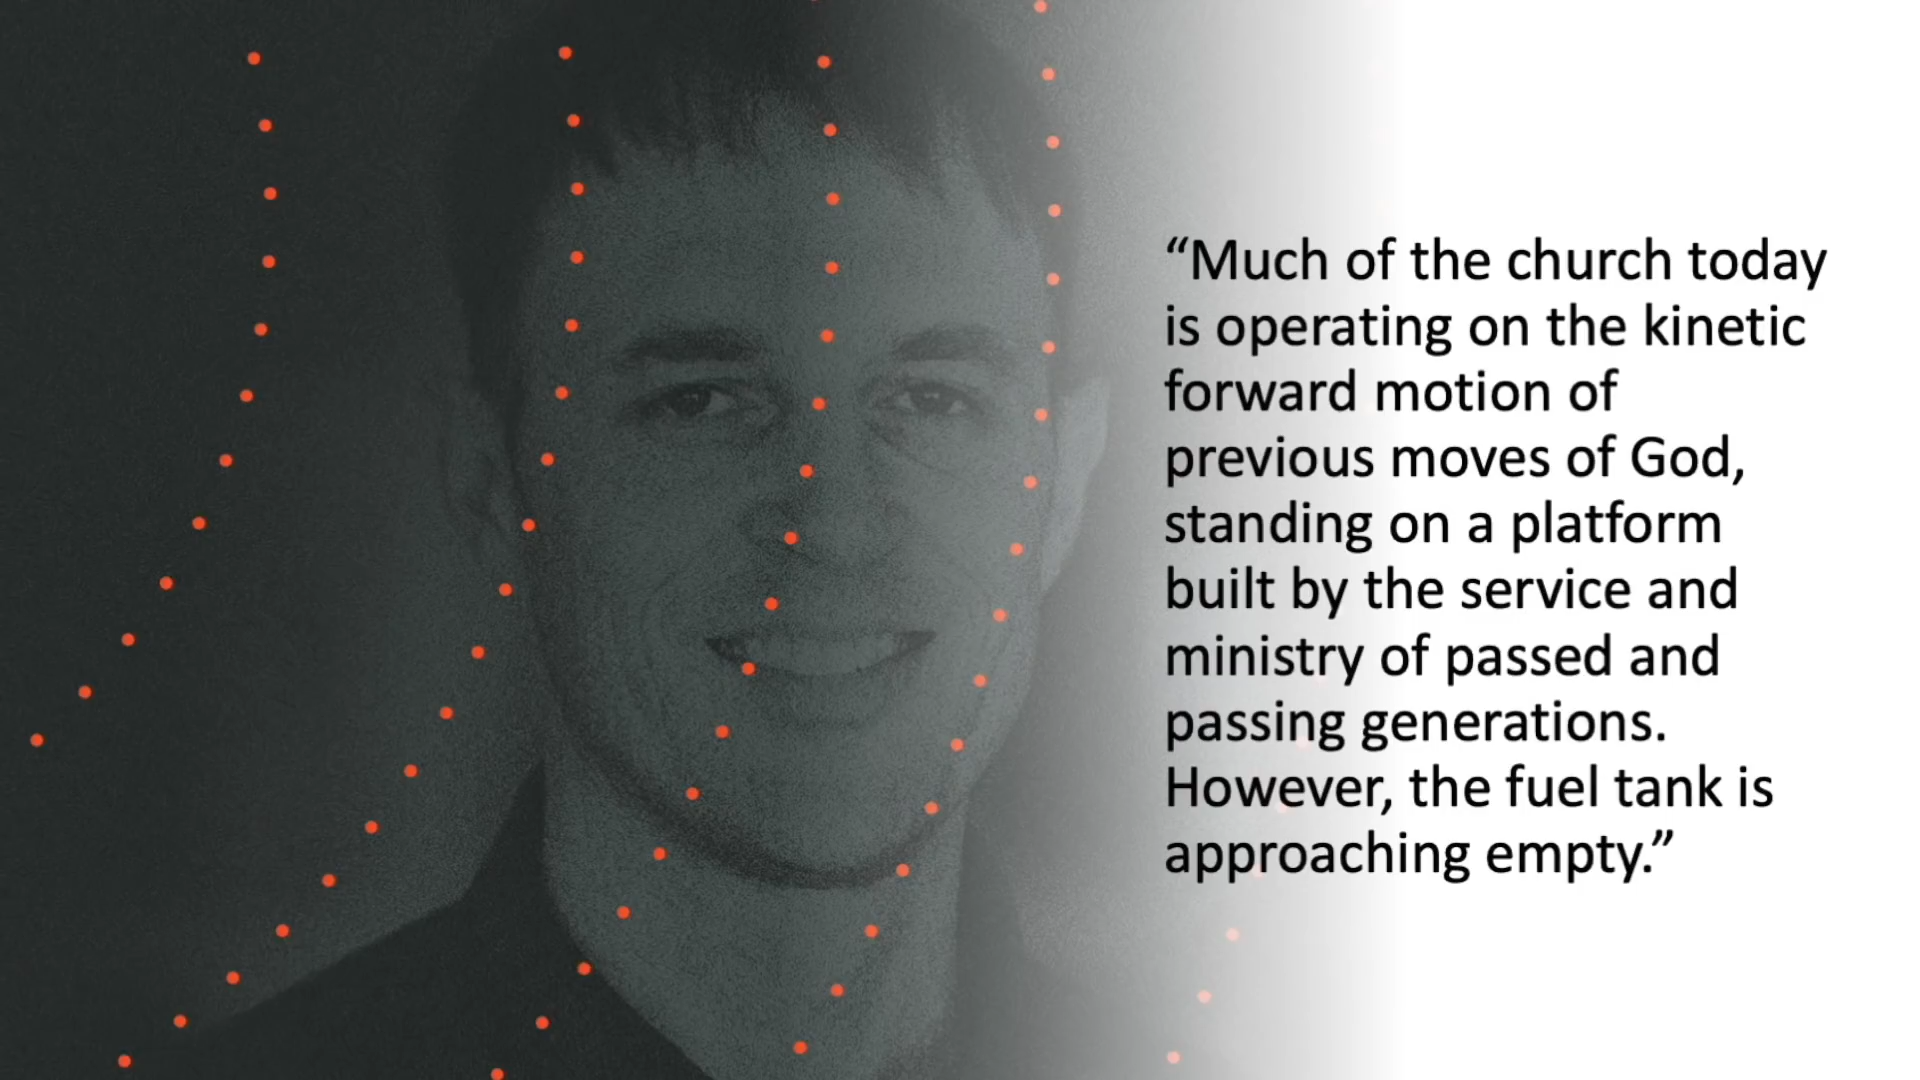 “Much of the church today
is operating on the kinetic
forward motion of
previous moves of God,
standing on a platform
built by the service and
ministry of passed and
passing generations.
However, the fuel tank is
approaching empty.”